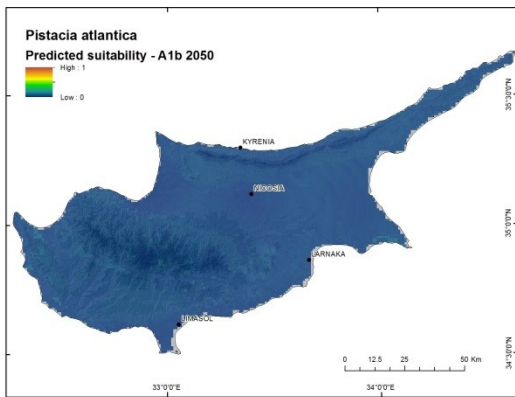 Pistacia atlantica
Predicted suitability - A1b 2050
High : 1
Low : 0
KYRENIA
NICOSIA
LARNAKA
LIMASOL
0 12.5 25 50 Km
33°0'0"E 34°0'0"E
35°30'0"N
35°0'0"N
34°30'0"N